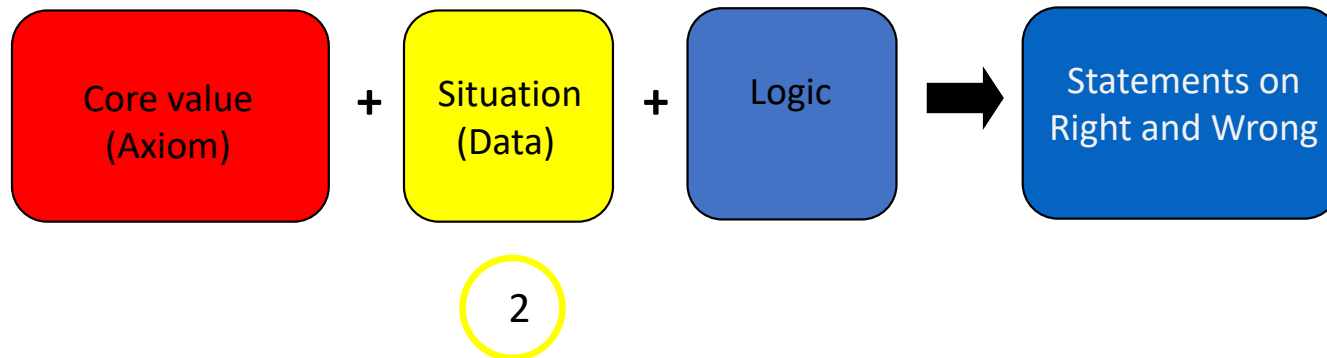 Core value
(Axiom)
+
Situation
(Data)
+
Logic
Statements on
Right and Wrong
2